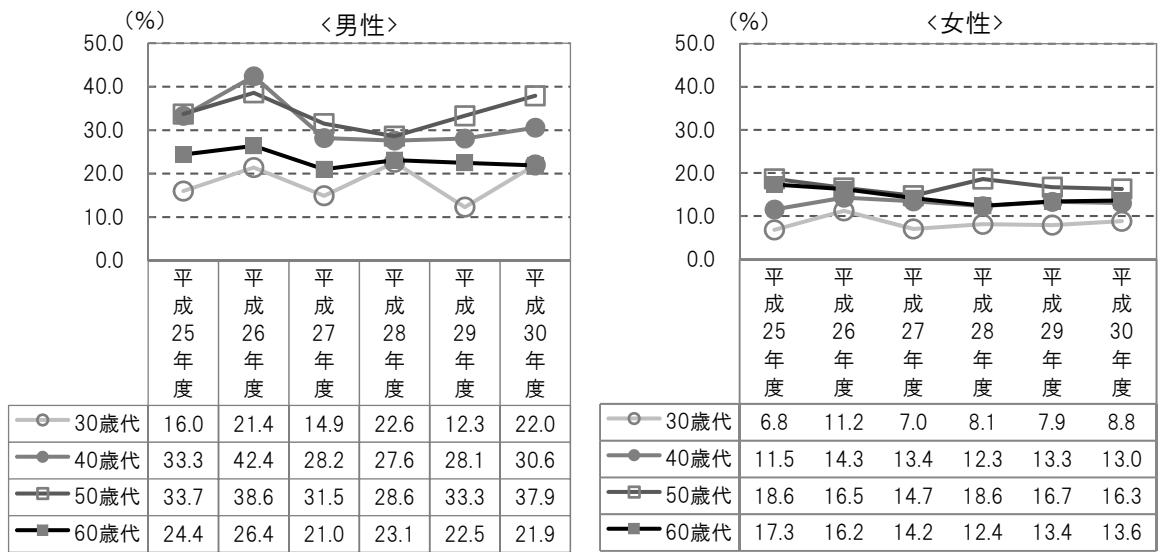 (%)
<男性>
50.0
40.0
30.0
20.0
10.0
0.0
平成25年度 平成26年度 平成27年度 平成28年度 平成29年度 平成30年度
30歳代 16.0 21.4 14.9 22.6 12.3 22.0
40歳代 33.3 42.4 28.2 27.6 28.1 30.6
50歳代 33.7 38.6 31.5 28.6 33.3 37.9
60歳代 24.4 26.4 21.0 23.1 22.5 21.9
(%)
<女性>
50.0
40.0
30.0
20.0
10.0
0.0
平成25年度 平成26年度 平成27年度 平成28年度 平成29年度 平成30年度
30歳代 6.8 11.2 7.0 8.1 7.9 8.8
40歳代 11.5 14.3 13.4 12.3 13.3 13.0
50歳代 18.6 16.5 14.7 18.6 16.7 16.3
60歳代 17.3 16.2 14.2 12.4 13.4 13.6